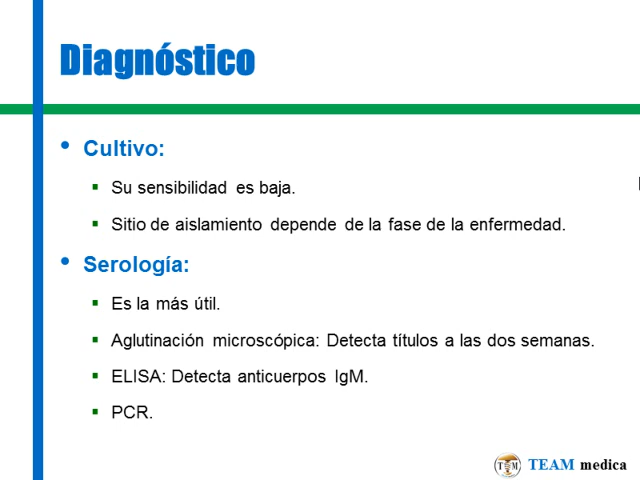 Diagnóstico
• Cultivo:
▪ Su sensibilidad es baja.
▪ Sitio de aislamiento depende de la fase de la enfermedad.
• Serología:
▪ Es la más útil.
▪ Aglutinación microscópica: Detecta títulos a las dos semanas.
▪ ELISA: Detecta anticuerpos IgM.
▪ PCR.
TEAM medica